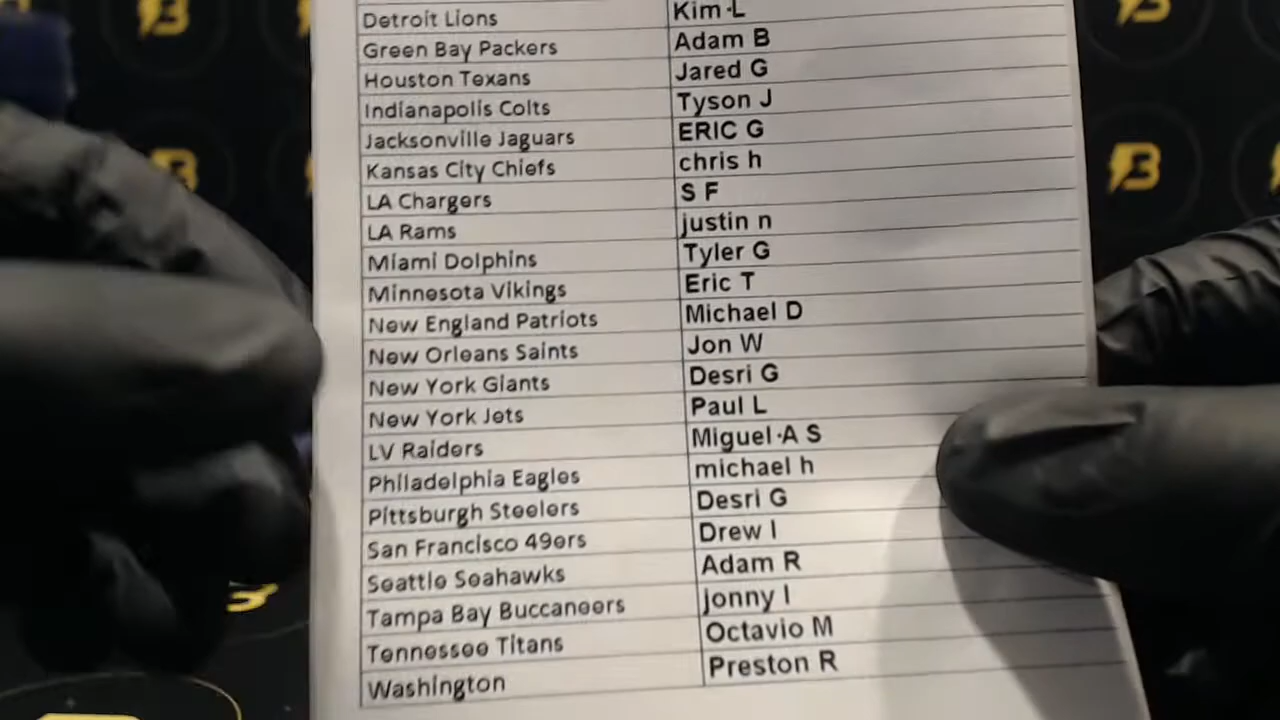 Detroit Lions Kim L
Green Bay Packers Adam B
Houston Texans Jared G
Indianapolis Colts Tyson J
Jacksonville Jaguars ERIC G
Kansas City Chiefs chris h
LA Chargers S F
LA Rams justin n
Miami Dolphins Tyler G
Minnesota Vikings Eric T
New England Patriots Michael D
New Orleans Saints Jon W
New York Giants Desri G
New York Jets Paul L
LV Raiders Miguel A S
Philadelphia Eagles michael h
Pittsburgh Steelers Desri G
San Francisco 49ers Drew I
Seattle Seahawks Adam R
Tampa Bay Buccaneers jonny l
Tennessee Titans Octavio M
Washington Preston R